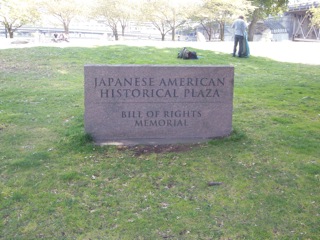 JAPANESE AMERICAN
HISTORICAL PLAZA
BILL OF RIGHTS
MEMORIAL